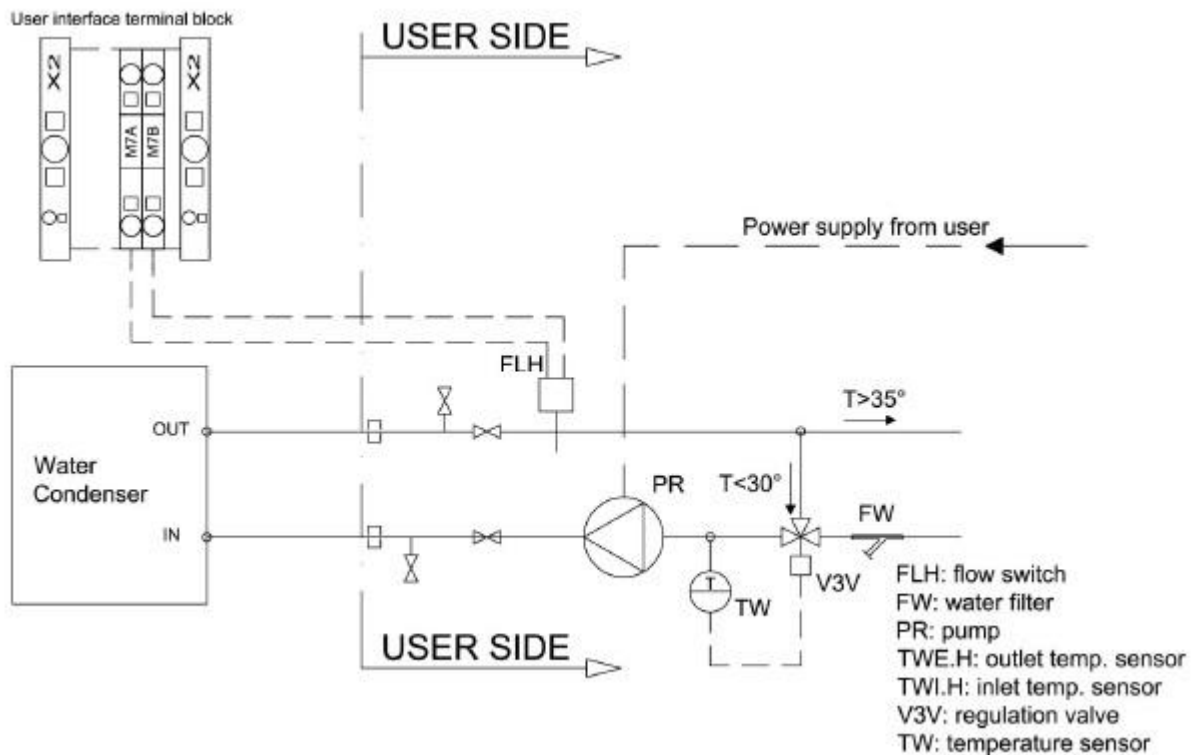 User interface terminal block
USER SIDE
X2
M7A
M7B
X2
Power supply from user
FLH
T>35°
OUT
Water
Condenser
PR
T<30°
FW
IN
T
TW
V3V
USER SIDE
FLH: flow switch
FW: water filter
PR: pump
TWE.H: outlet temp. sensor
TWI.H: inlet temp. sensor
V3V: regulation valve
TW: temperature sensor